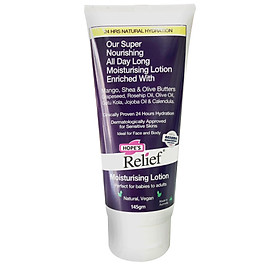 24 HRS NATURAL HYDRATION
Our Super
Nourishing
All Day Long
Moisturising Lotion
Enriched With
Mango, Shea & Olive Butters
Grapeseed, Rosehip Oil, Olive Oil,
Gotu Kola, Jojoba Oil & Calendula,
Clinically Proven 24 Hours Hydration
Dermatologically Approved
for Sensitive Skins
Ideal for Face and Body
HOPE'S
Relief
Moisturising Lotion
perfect for babies to adults
Natural, Vegan
145gm